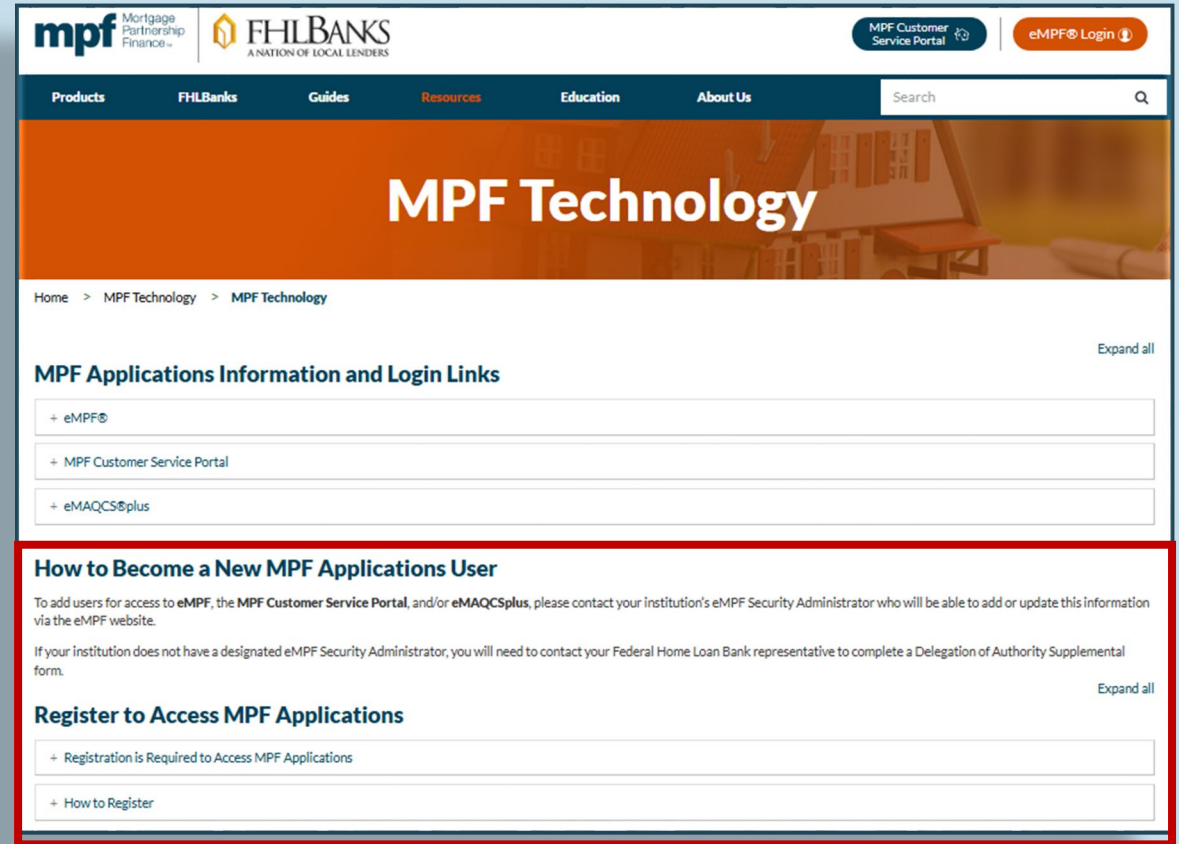 mpf Mortgage Partnership Finance℠
FHLBANKS
A NATION OF LOCAL LENDERS
MPF Customer Service Portal
eMPF® Login
Products FHLBanks Guides Resources Education About Us Search
MPF Technology
Home > MPF Technology > MPF Technology
Expand all
MPF Applications Information and Login Links
+ eMPF®
+ MPF Customer Service Portal
+ eMAQCS®plus
How to Become a New MPF Applications User
To add users for access to eMPF, the MPF Customer Service Portal, and/or eMAQCSplus, please contact your institution's eMPF Security Administrator who will be able to add or update this information
via the eMPF website.
If your institution does not have a designated eMPF Security Administrator, you will need to contact your Federal Home Loan Bank representative to complete a Delegation of Authority Supplemental
form.
Expand all
Register to Access MPF Applications
+ Registration is Required to Access MPF Applications
+ How to Register